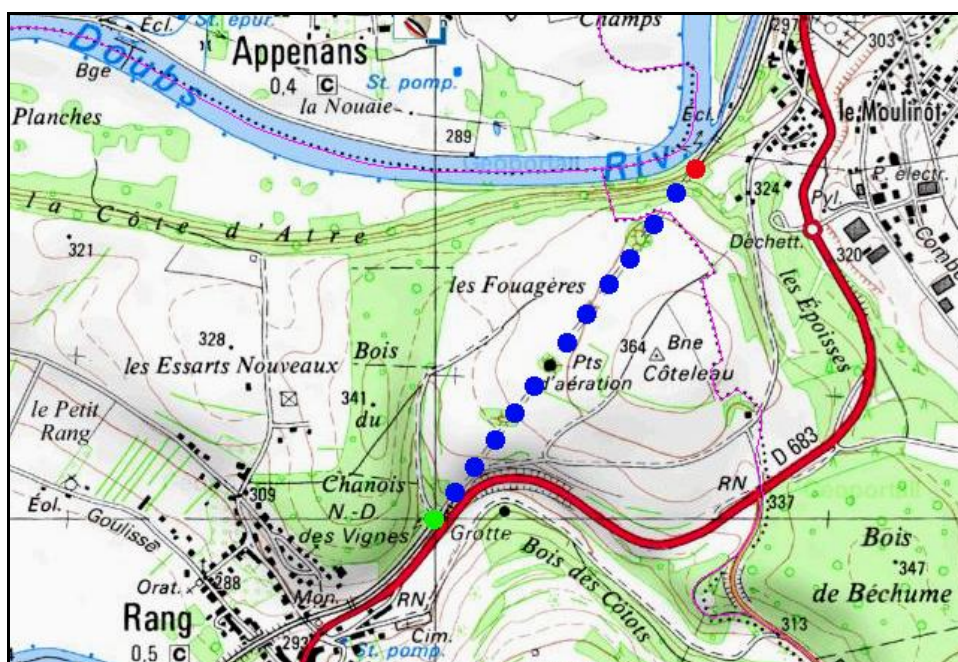 Écl.
St. épur.
Champs
297
303
Doubs
Appenans
Bge
0,4 C
St. pomp.
la Nouaie
Planches
289
Écl.
le Moulinot
Riv
P. électr.
324
Pyl.
la Côte d'Atre
Déchett.
320
Combe
321
les Fouagères
les Époisses
328
Bois
364
Bne
Côteleau
les Essarts Nouveaux
Pts
d'aération
le Petit
Rang
341
du
D 683
Chanois
RN
309
N.-D
des Vignes
337
Éol.
Goulisse
Grotte
Bois
347
de Béchume
Orat.
288
Bois des Côtots
Mon.
RN
313
Rang
293
Cim.
0.5 C
St. pomp.